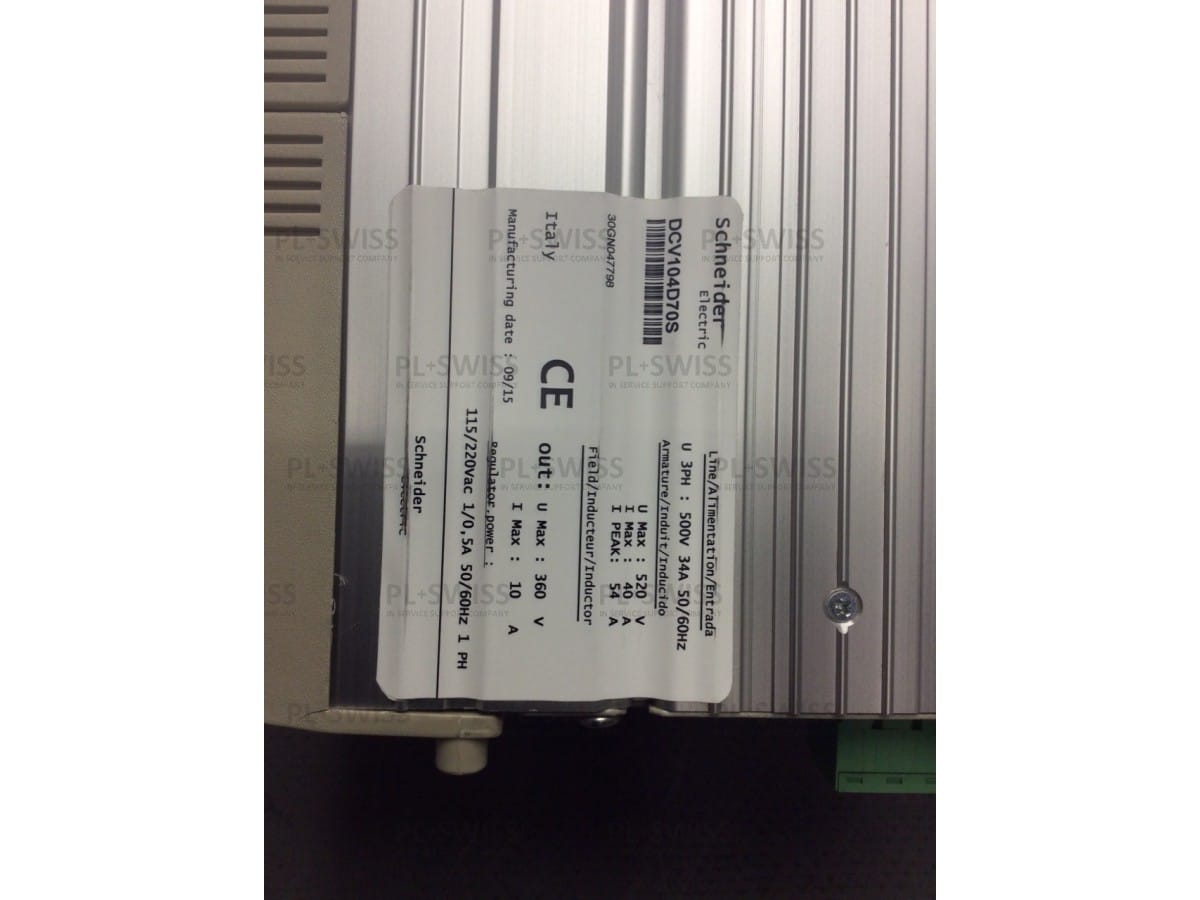 Schneider
Electric
DCV104D70S
30GN047798
Italy
CE
Manufacturing date : 09/15
Line/Alimentation/Entrada
U 3PH : 500V 34A 50/60Hz
Armature/Induit/Inducido
U Max : 520 V
I Max : 40 A
I PEAK: 54 A
Field/Inducteur/Inductor
out: U Max : 360 V
I Max : 10 A
Regulator.power :
115/220Vac 1/0,5A 50/60Hz 1 PH
Schneider
Electric
PL+SWISS
IN SERVICE SUPPORT COMPANY